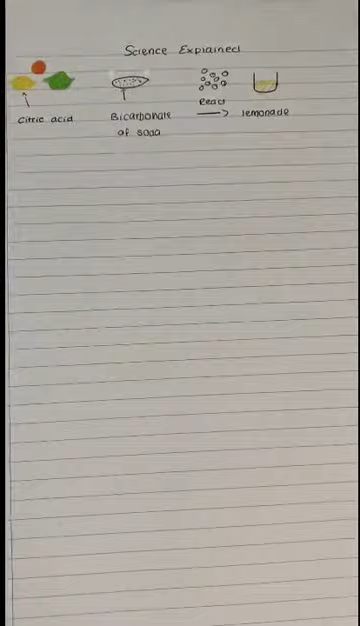 Science Explained
React
Citric acid
Bicarbonate
of soda
lemonade